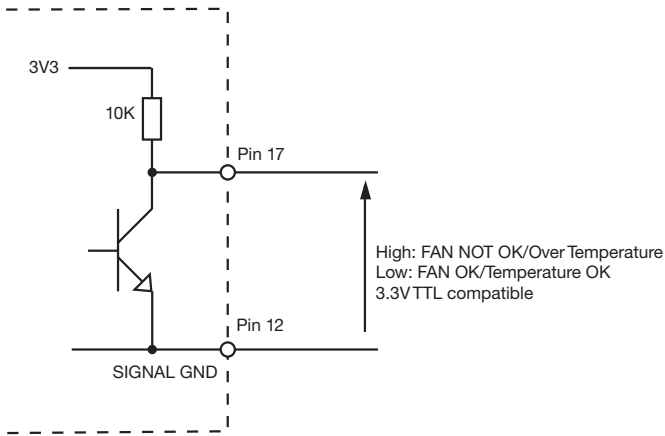 3V3
10K
Pin 17
High: FAN NOT OK/Over Temperature
Low: FAN OK/Temperature OK
3.3V TTL compatible
Pin 12
SIGNAL GND